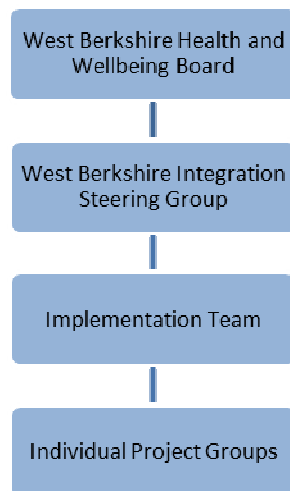 West Berkshire Health and
Wellbeing Board
West Berkshire Integration
Steering Group
Implementation Team
Individual Project Groups